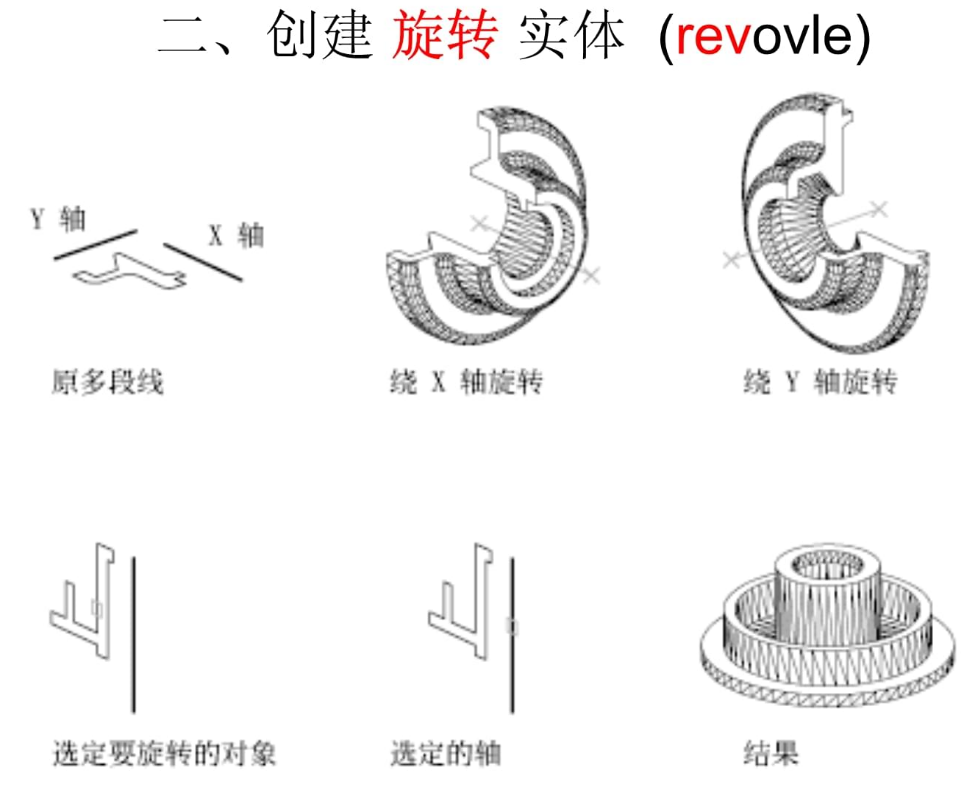 二、创建 旋转 实体 (revovle)
Y 轴
X 轴
原多段线
绕 X 轴旋转
绕 Y 轴旋转
选定要旋转的对象
选定的轴
结果